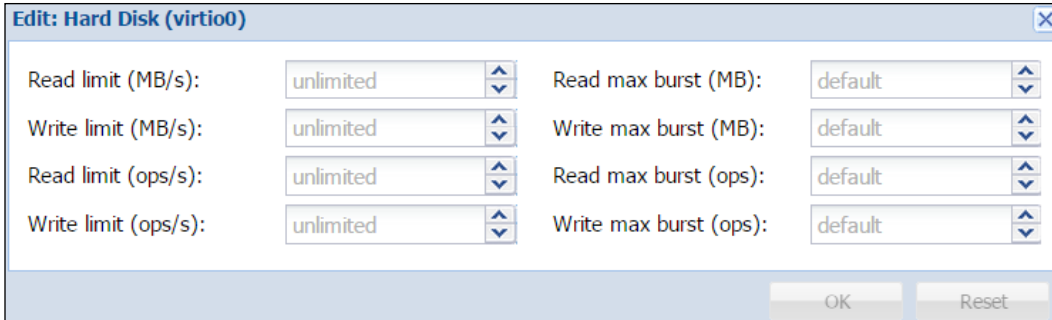 Edit: Hard Disk (virtio0)
Read limit (MB/s): unlimited Read max burst (MB): default
Write limit (MB/s): unlimited Write max burst (MB): default
Read limit (ops/s): unlimited Read max burst (ops): default
Write limit (ops/s): unlimited Write max burst (ops): default
OK Reset